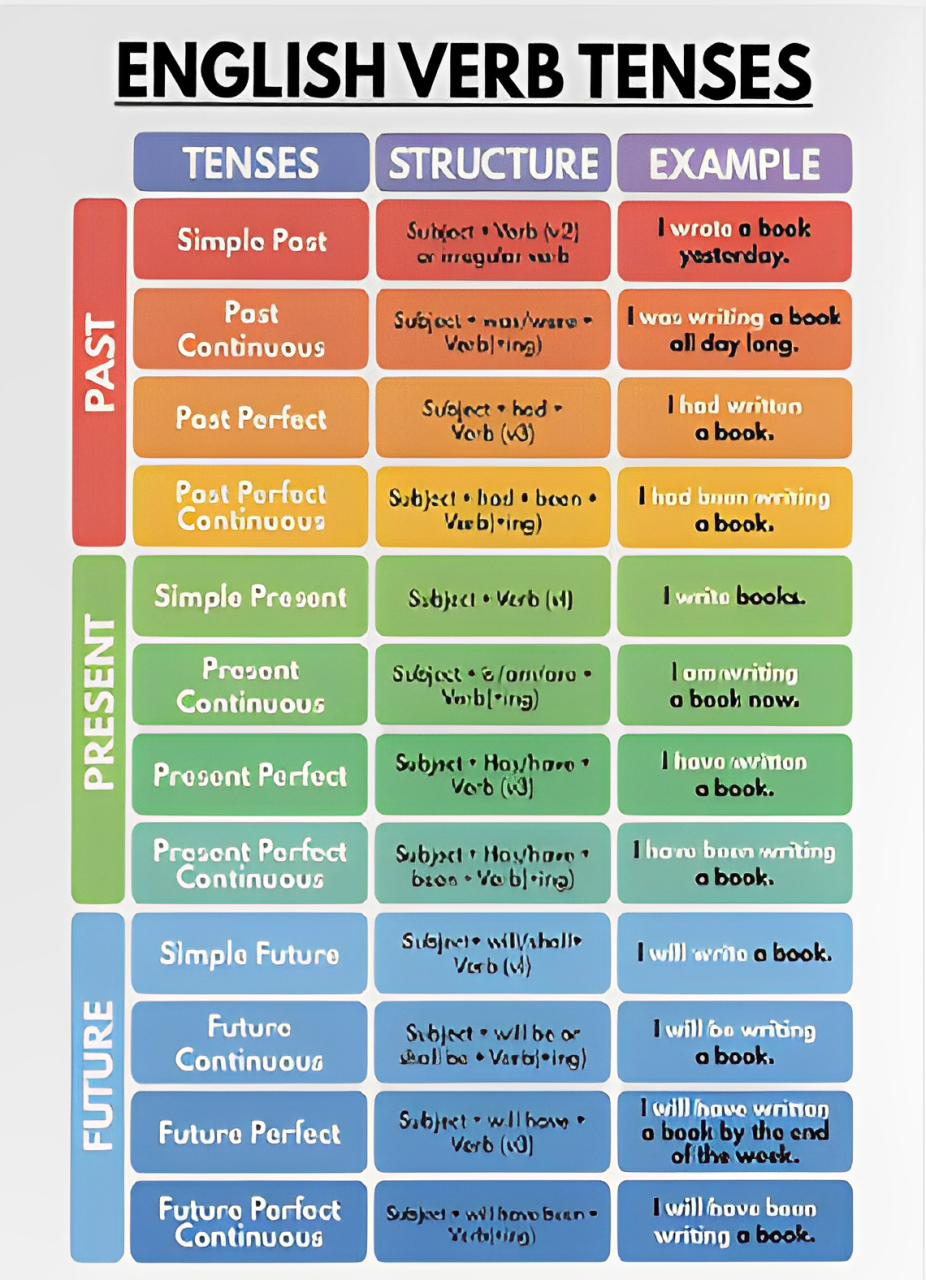 ENGLISH VERB TENSES
TENSES STRUCTURE EXAMPLE
PAST
Simple Past
Subject + Verb (v2)
or irregular verb
I wrote a book
yesterday.
Past
Continuous
Subject + was/were +
Verb(+ing)
I was writing a book
all day long.
Past Perfect
Subject + had +
Verb (v3)
I had written
a book.
Past Perfect
Continuous
Subject + had + been +
Verb(+ing)
I had been writing
a book.
PRESENT
Simple Present
Subject + Verb (v1)
I write books.
Present
Continuous
Subject + is/am/are +
Verb(+ing)
I am writing
a book now.
Present Perfect
Subject + Has/have +
Verb (v3)
I have written
a book.
Present Perfect
Continuous
Subject + Has/have +
been + Verb(+ing)
I have been writing
a book.
FUTURE
Simple Future
Subject + will/shall+
Verb (v1)
I will write a book.
Future
Continuous
Subject + will be or
shall be + Verb(+ing)
I will be writing
a book.
Future Perfect
Subject + will have +
Verb (v3)
I will have written
a book by the end
of the week.
Future Perfect
Continuous
Subject + will have been +
Verb(+ing)
I will have been
writing a book.